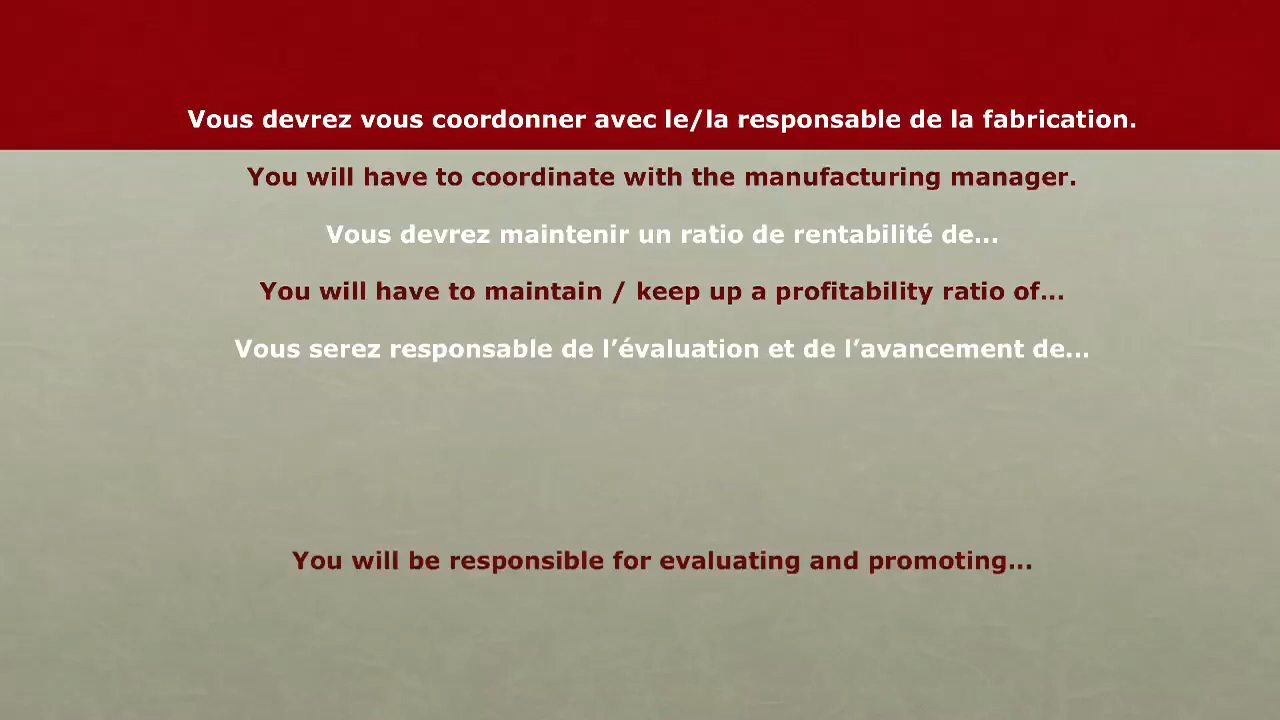 Vous devrez vous coordonner avec le/la responsable de la fabrication.
You will have to coordinate with the manufacturing manager.
Vous devrez maintenir un ratio de rentabilité de...
You will have to maintain / keep up a profitability ratio of...
Vous serez responsable de l’évaluation et de l’avancement de...
You will be responsible for evaluating and promoting...